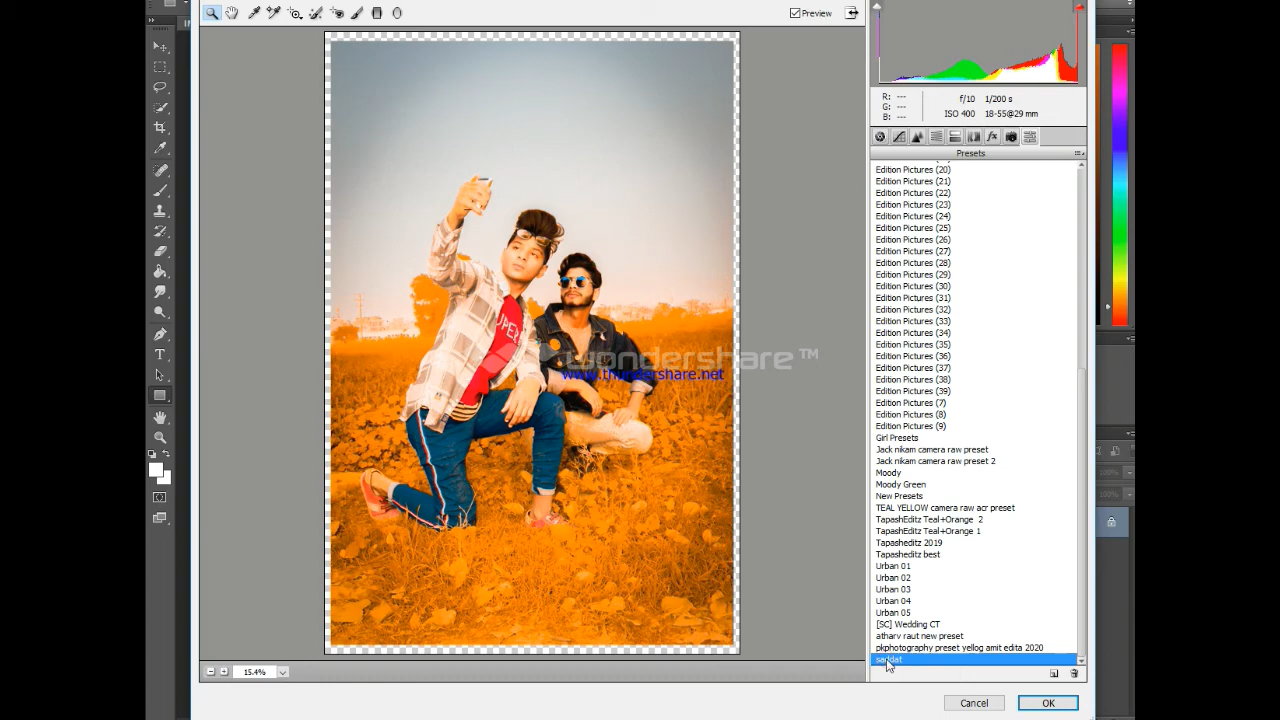 Preview
R: ---
G: ---
B: ---
f/10 1/200 s
ISO 400 18-55@29 mm
Presets
Edition Pictures (20)
Edition Pictures (21)
Edition Pictures (22)
Edition Pictures (23)
Edition Pictures (24)
Edition Pictures (25)
Edition Pictures (26)
Edition Pictures (27)
Edition Pictures (28)
Edition Pictures (29)
Edition Pictures (30)
Edition Pictures (31)
Edition Pictures (32)
Edition Pictures (33)
Edition Pictures (34)
Edition Pictures (35)
Edition Pictures (36)
Edition Pictures (37)
Edition Pictures (38)
Edition Pictures (39)
Edition Pictures (7)
Edition Pictures (8)
Edition Pictures (9)
Girl Presets
Jack nikam camera raw preset
Jack nikam camera raw preset 2
Moody
Moody Green
New Presets
TEAL YELLOW camera raw acr preset
TapashEditz Teal+Orange 2
TapashEditz Teal+Orange 1
Tapasheditz 2019
Tapasheditz best
Urban 01
Urban 02
Urban 03
Urban 04
Urban 05
[SC] Wedding CT
atharv raut new preset
pkphotography preset yellog amit edita 2020
saddat
SUPER
wondershare™
www.thundershare.net
15.4%
Cancel
OK
100%
100%